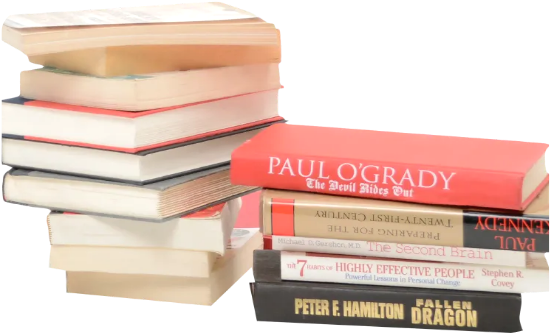 PAUL O'GRADY
The Devil Rides Out
PREPARING FOR THE
TWENTY-FIRST CENTURY
PAUL
KENNEDY
Michael D. Gershon, M.D. The Second Brain
THE 7 HABITS OF HIGHLY EFFECTIVE PEOPLE
Powerful Lessons in Personal Change
Stephen R.
Covey
PETER F. HAMILTON
FALLEN
DRAGON